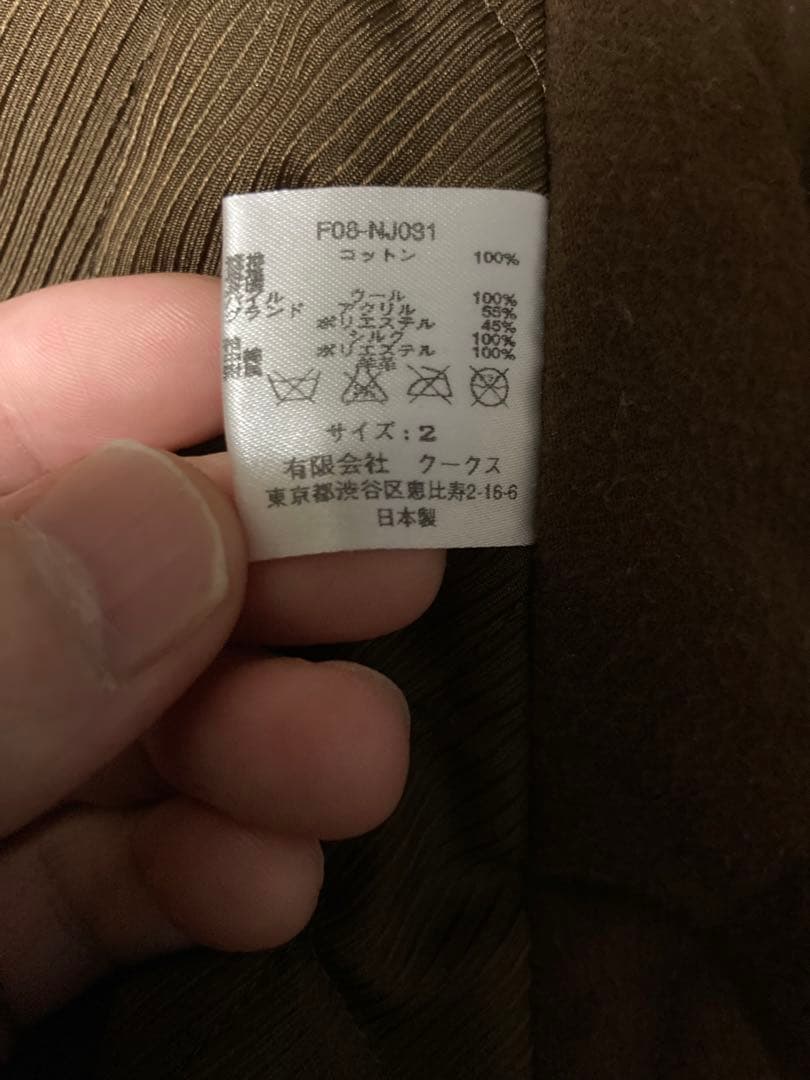 F08-NJ031
コットン 100%
ウール 100%
アクリル 55%
ポリエステル 45%
シルク 100%
ポリエステル 100%
サイズ:2
有限会社 クークス
東京都渋谷区恵比寿2-16-6
日本製